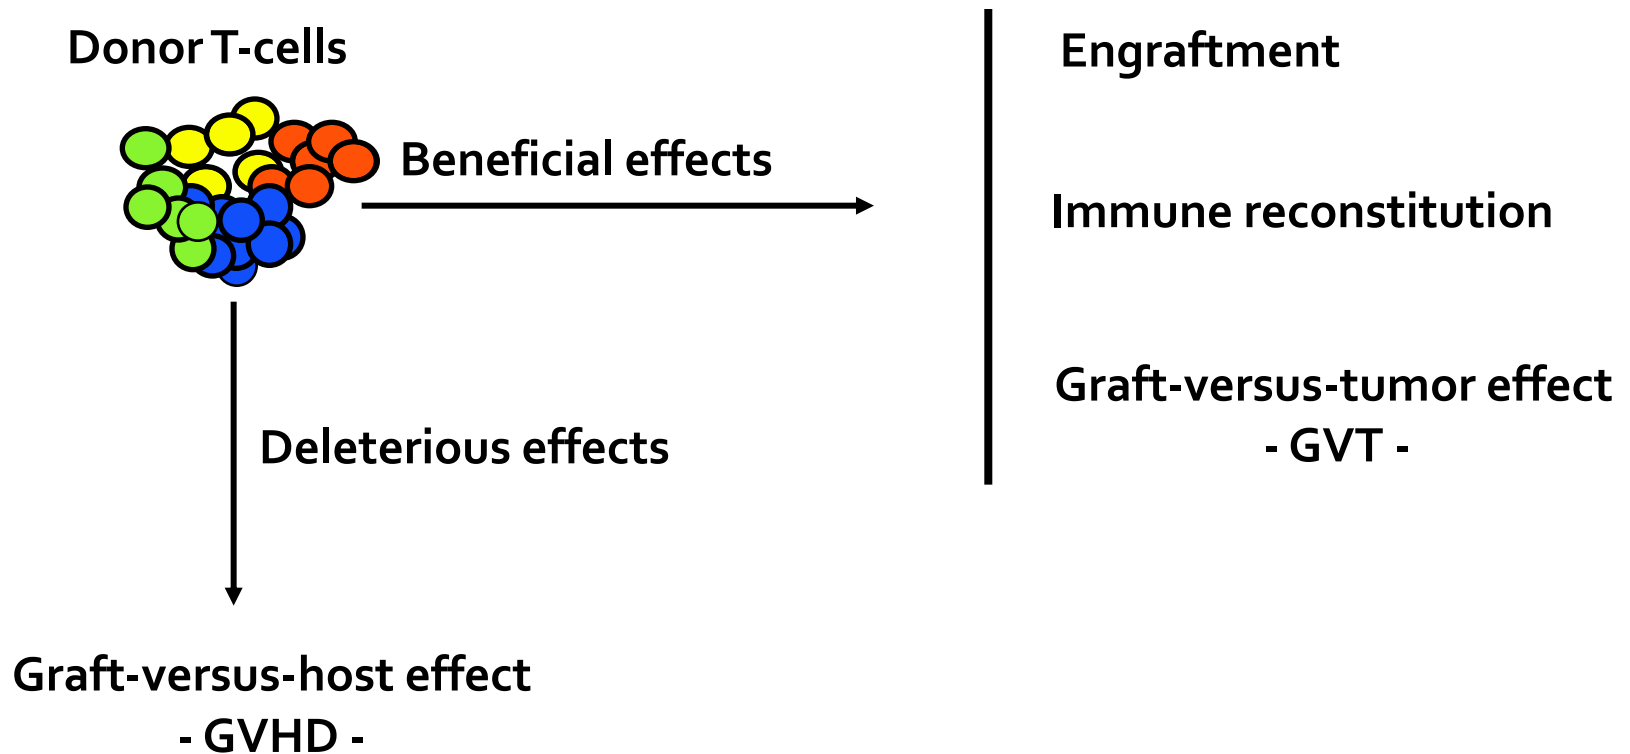 Donor T-cells
Beneficial effects
Engraftment
Immune reconstitution
Graft-versus-tumor effect
- GVT -
Deleterious effects
Graft-versus-host effect
- GVHD -